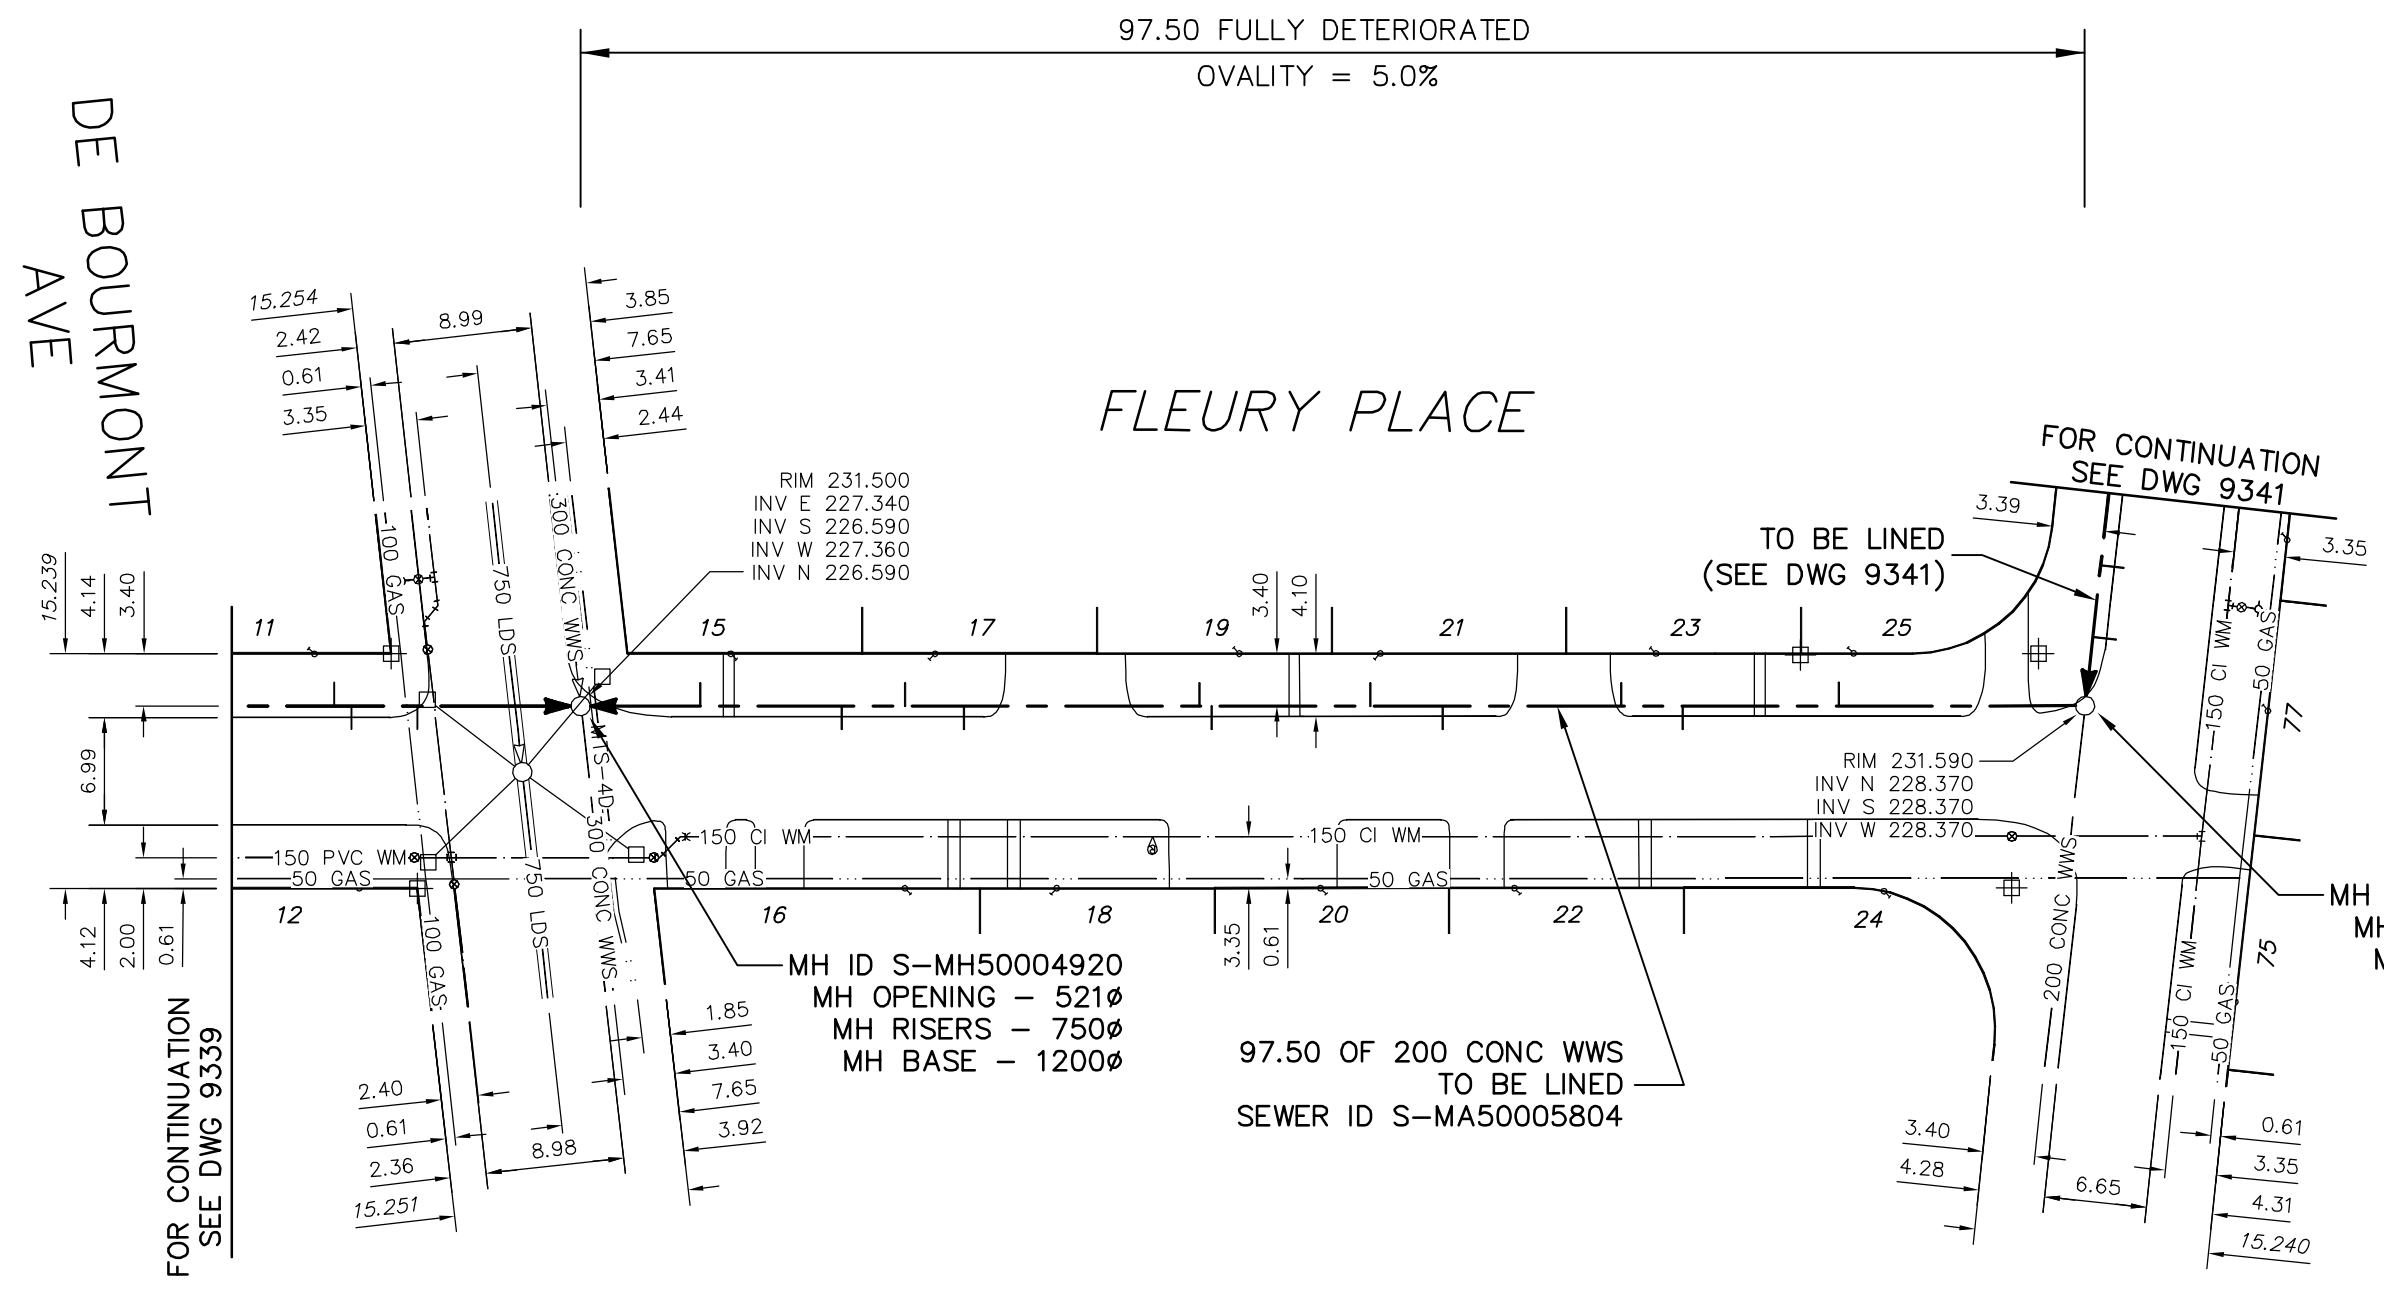 97.50 FULLY DETERIORATED
OVALITY = 5.0%
DE BOURMONT
AVE
FLEURY PLACE
15.254
2.42
0.61
3.35
8.99
3.85
7.65
3.41
2.44
RIM 231.500
INV E 227.340
INV S 226.590
INV W 227.360
INV N 226.590
FOR CONTINUATION
SEE DWG 9341
3.39
3.35
TO BE LINED
(SEE DWG 9341)
15.239
4.14
3.40
3.40
4.10
11
15
17
19
21
23
25
100 GAS
750 LDS
300 CONC WWS
150 CI WM
50 GAS
77
MTS-4D
6.99
RIM 231.590
INV N 228.370
INV S 228.370
INV W 228.370
150 PVC WM
150 CI WM
150 CI WM
50 GAS
50 GAS
50 GAS
12
16
18
20
22
24
75
4.12
2.00
0.61
3.35
0.61
100 GAS
750 LDS
300 CONC WWS
200 CONC WWS
150 CI WM
150 CI WM
50 GAS
MH
MH
MH ID S-MH50004920
MH OPENING - 521ø
MH RISERS - 750ø
MH BASE - 1200ø
97.50 OF 200 CONC WWS
TO BE LINED
SEWER ID S-MA50005804
FOR CONTINUATION
SEE DWG 9339
2.40
0.61
2.36
15.251
8.98
1.85
3.40
7.65
3.92
3.40
4.28
6.65
0.61
3.35
4.31
15.240